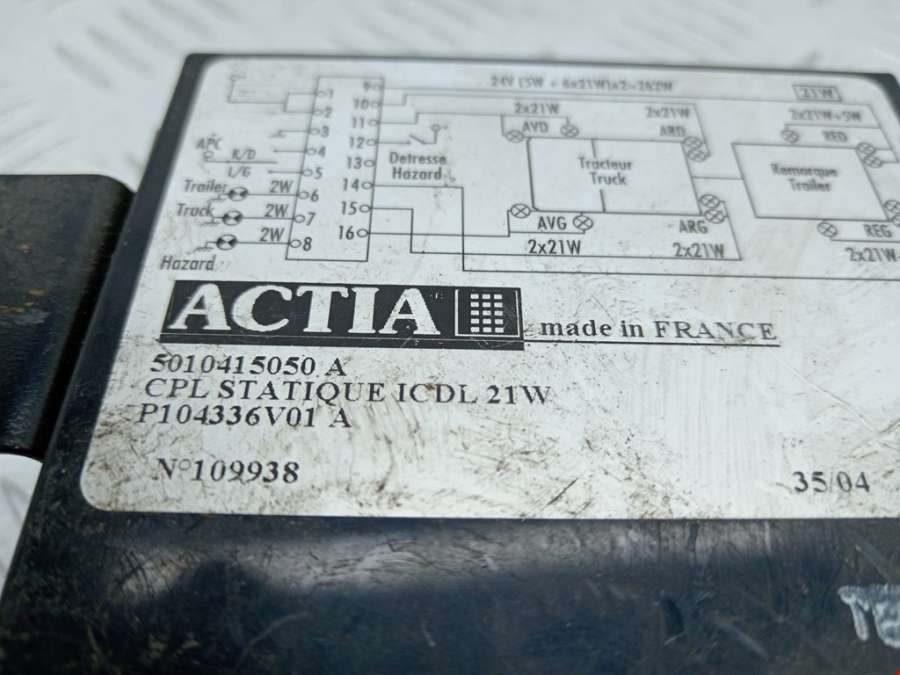 24V (5W + 6x21W)x2=262W
21W
1
2
3
4
5
6
7
8
9
10
11
12
13
14
15
16
APC
R/D
L/G
Trailer 2W
Truck 2W
2W
Hazard
Detresse
Hazard
2x21W
AVD
2x21W
ARD
Tracteur
Truck
AVG
2x21W
ARG
2x21W
2x21W+5W
RED
Remorque
Trailer
REG
2x21W
ACTIA made in FRANCE
5010415050 A
CPL STATIQUE ICDL 21W
P104336V01 A
N°109938
35/04